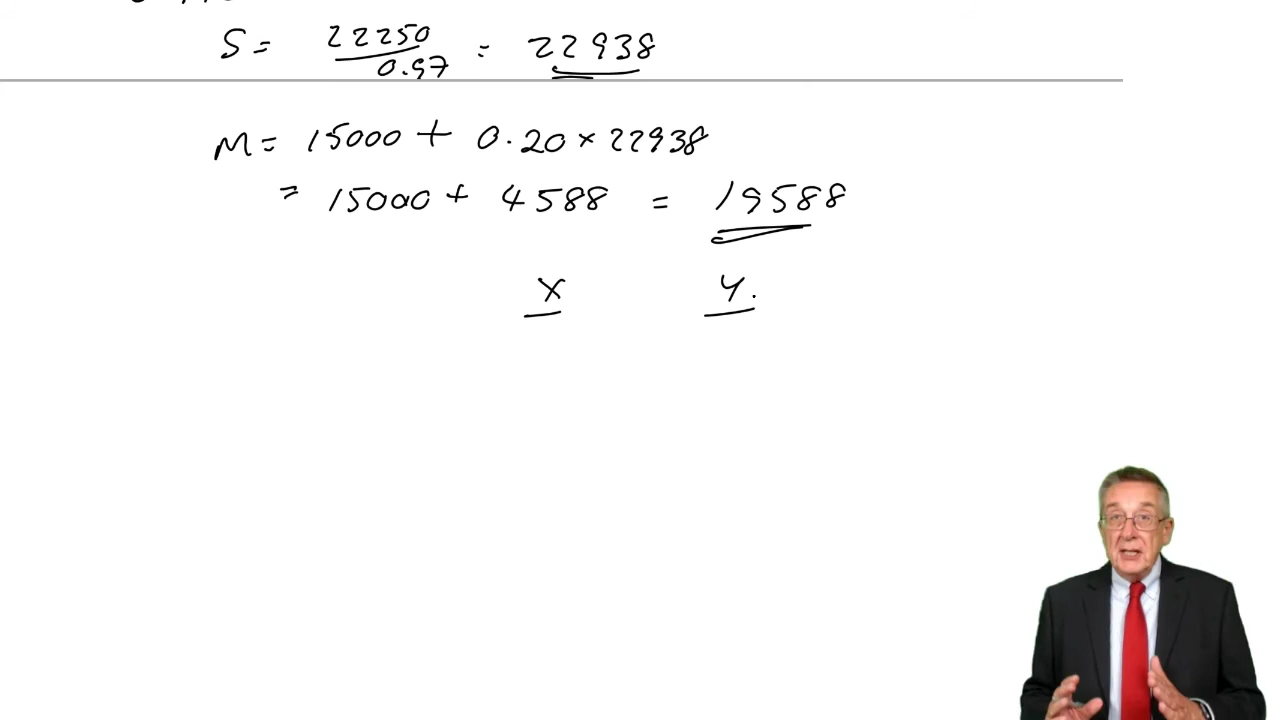 S = 22250 / 0.97 = 22938
M = 15000 + 0.20 × 22938
= 15000 + 4588 = 19588
X Y.